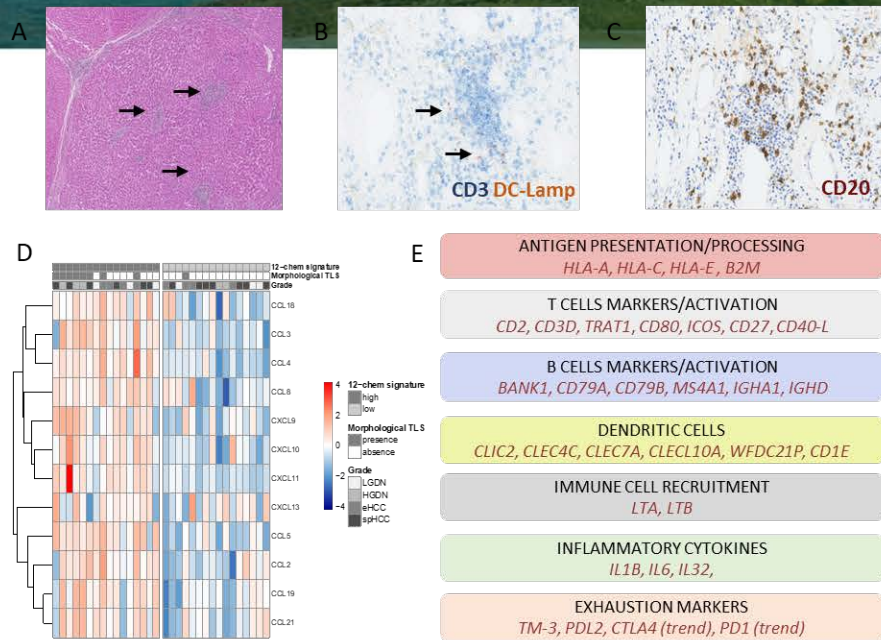 A
B
C
CD3 DC-Lamp
CD20
D
12-chem signature
Morphological TLS
Grade
CCL18
CCL3
CCL4
CCL8
CXCL9
CXCL10
CXCL11
CXCL13
CCL5
CCL2
CCL19
CCL21
4
2
0
−2
−4
12-chem signature
high
low
Morphological TLS
presence
absence
Grade
LGDN
HGDN
eHCC
spHCC
E
ANTIGEN PRESENTATION/PROCESSING
HLA-A, HLA-C, HLA-E, B2M
T CELLS MARKERS/ACTIVATION
CD2, CD3D, TRAT1, CD80, ICOS, CD27, CD40-L
B CELLS MARKERS/ACTIVATION
BANK1, CD79A, CD79B, MS4A1, IGHA1, IGHD
DENDRITIC CELLS
CLIC2, CLEC4C, CLEC7A, CLECL10A, WFDC21P, CD1E
IMMUNE CELL RECRUITMENT
LTA, LTB
INFLAMMATORY CYTOKINES
IL1B, IL6, IL32,
EXHAUSTION MARKERS
TM-3, PDL2, CTLA4 (trend), PD1 (trend)